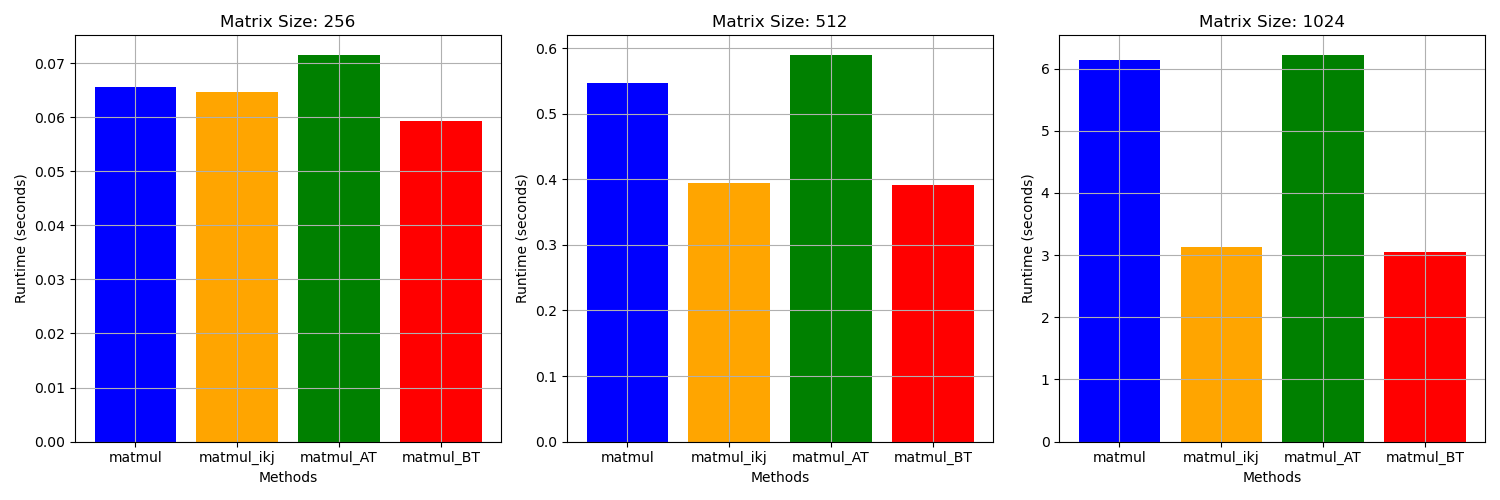 Matrix Size: 256
Runtime (seconds)
0.07
0.06
0.05
0.04
0.03
0.02
0.01
0.00
matmul
matmul_ikj
matmul_AT
matmul_BT
Methods
Matrix Size: 512
Runtime (seconds)
0.6
0.5
0.4
0.3
0.2
0.1
0.0
matmul
matmul_ikj
matmul_AT
matmul_BT
Methods
Matrix Size: 1024
Runtime (seconds)
6
5
4
3
2
1
0
matmul
matmul_ikj
matmul_AT
matmul_BT
Methods